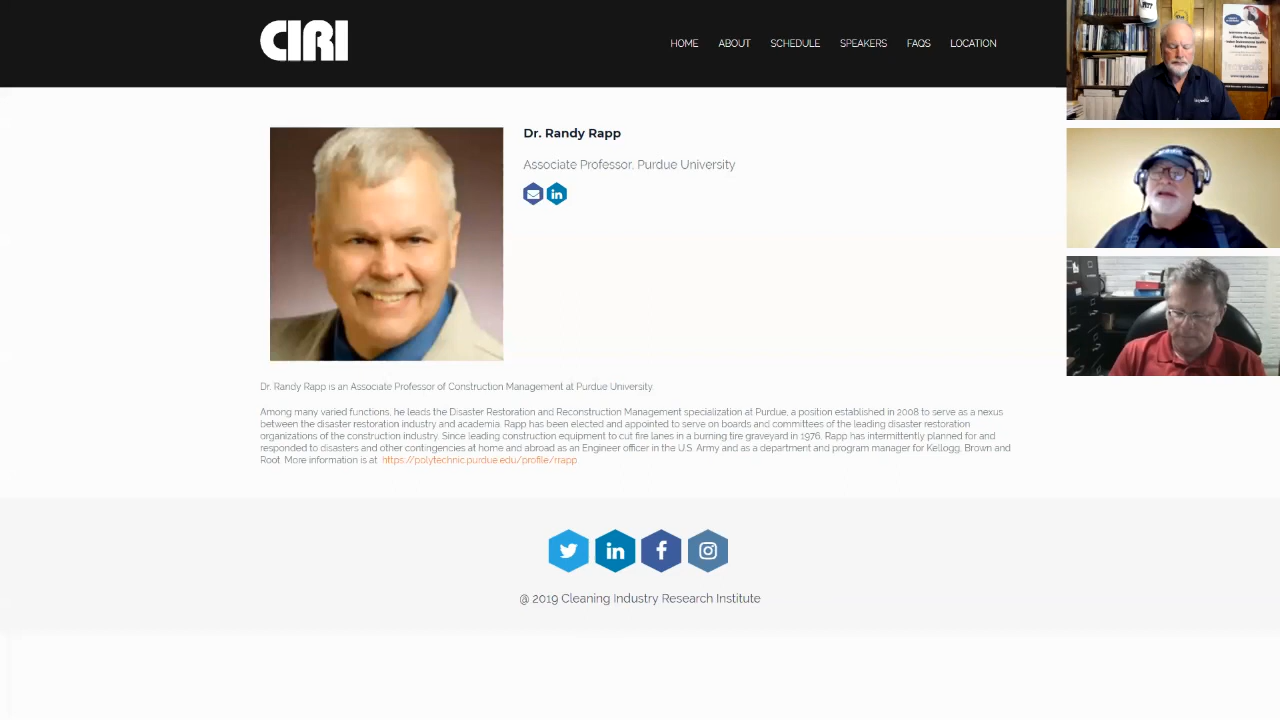 CIRI
HOME ABOUT SCHEDULE SPEAKERS FAQS LOCATION
Dr. Randy Rapp
Associate Professor, Purdue University
in
Dr. Randy Rapp is an Associate Professor of Construction Management at Purdue University.
Among many varied functions, he leads the Disaster Restoration and Reconstruction Management specialization at Purdue, a position established in 2008 to serve as a nexus
between the disaster restoration industry and academia. Rapp has been elected and appointed to serve on boards and committees of the leading disaster restoration
organizations of the construction industry. Since leading construction equipment to cut fire lanes in a burning tire graveyard in 1976, Rapp has intermittently planned for and
responded to disasters and other contingencies at home and abroad as an Engineer officer in the U.S. Army and as a department and program manager for Kellogg, Brown and
Root. More information is at https://polytechnic.purdue.edu/profile/rrapp
in f
@ 2019 Cleaning Industry Research Institute